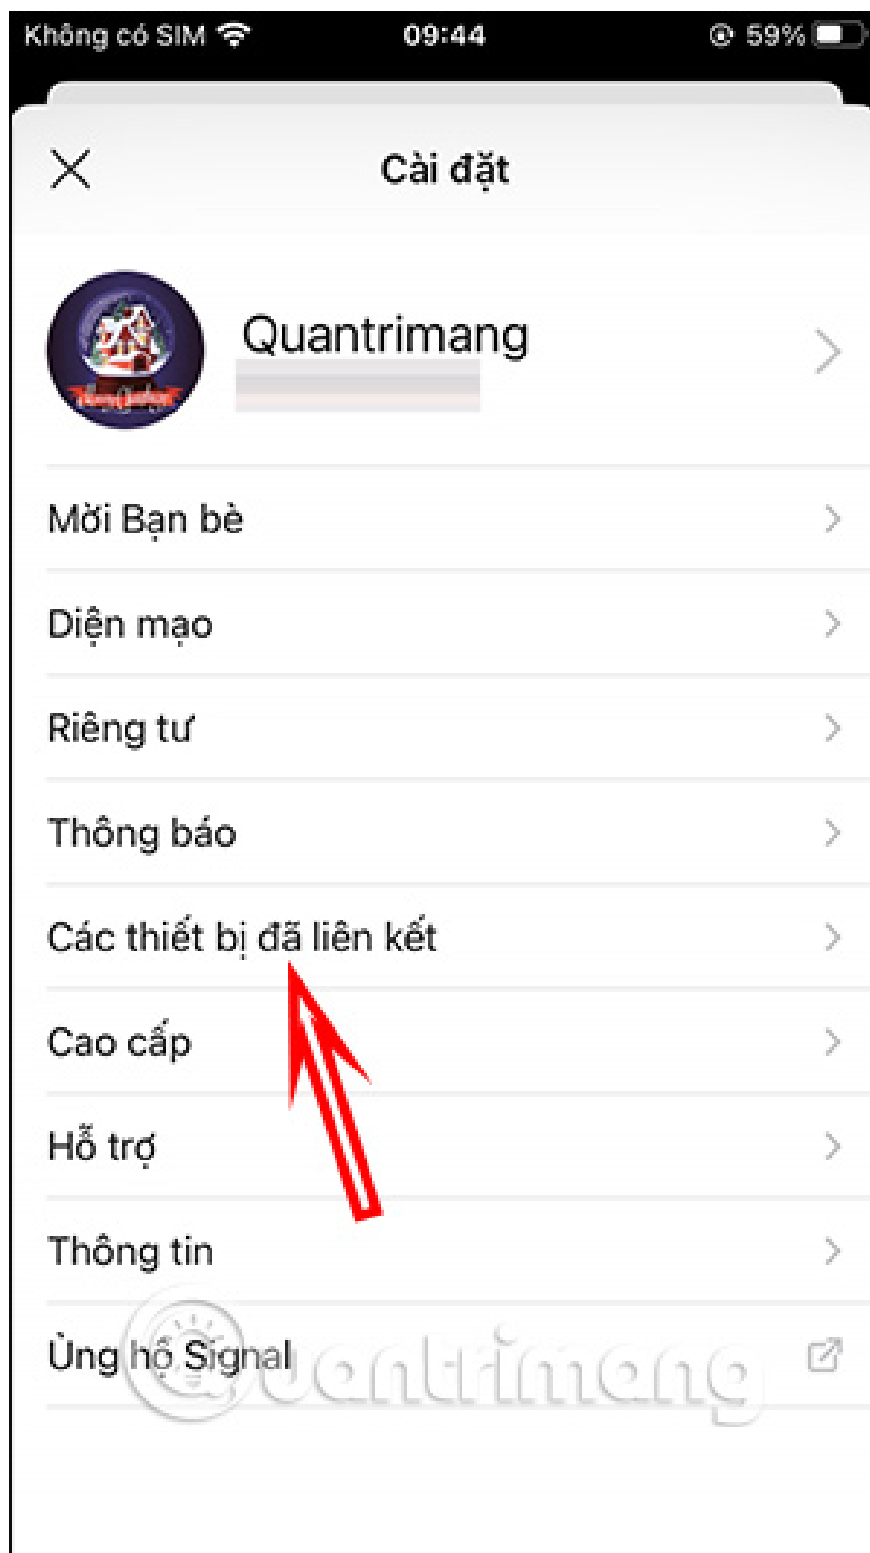 Không có SIM 09:44 59%
Cài đặt
Quantrimang
Mời Bạn bè
Diện mạo
Riêng tư
Thông báo
Các thiết bị đã liên kết
Cao cấp
Hỗ trợ
Thông tin
Ủng hộ Signal
Quantrimang